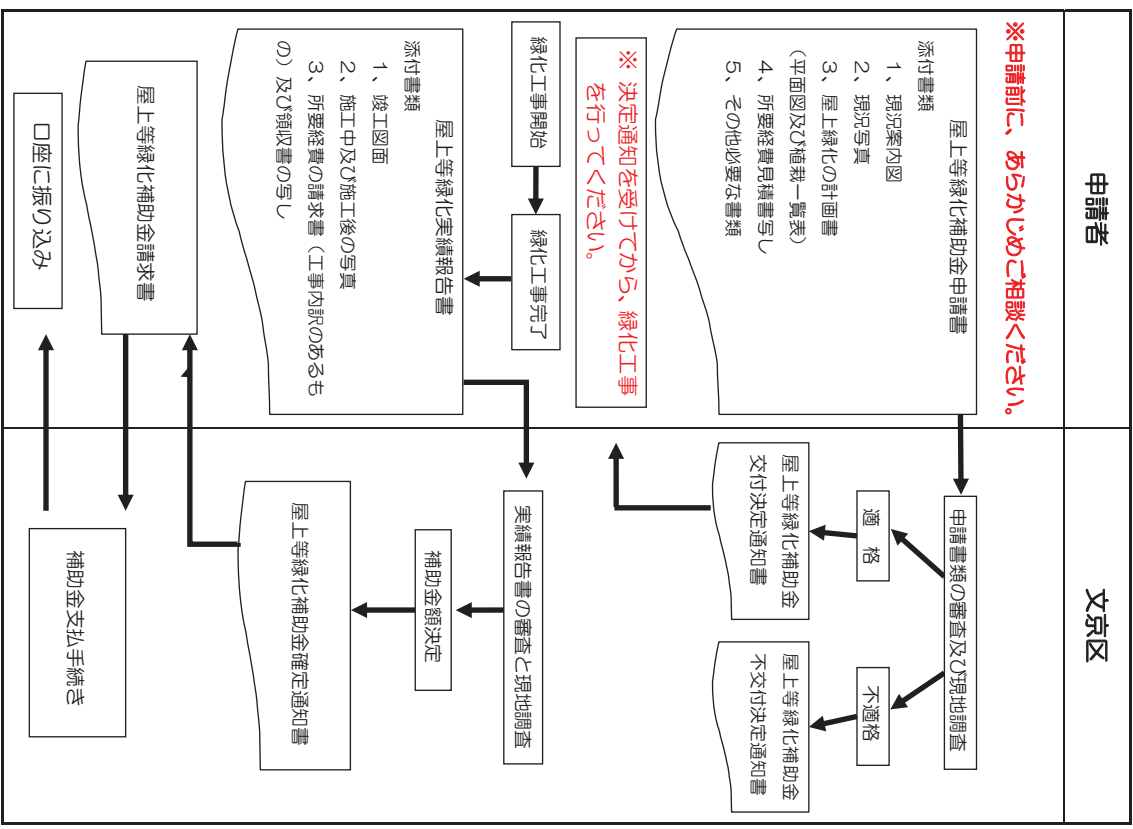 申請者
文京区
※申請前に、あらかじめご相談ください。
屋上等緑化補助金申請書
添付書類
1、現況案内図
2、現況写真
3、屋上緑化の計画書
(平面図及び植栽一覧表)
4、所要経費見積書写し
5、その他必要な書類
申請書類の審査及び現地調査
適　格
不適格
屋上等緑化補助金
交付決定通知書
屋上等緑化補助金
不交付決定通知書
※ 決定通知を受けてから、緑化工事
を行ってください。
緑化工事開始
緑化工事完了
屋上等緑化実績報告書
添付書類
1、竣工図面
2、施工中及び施工後の写真
3、所要経費の請求書（工事内訳のあるも
の）及び領収書の写し
実績報告書の審査と現地調査
補助金額決定
屋上等緑化補助金確定通知書
屋上等緑化補助金請求書
補助金支払手続き
口座に振り込み